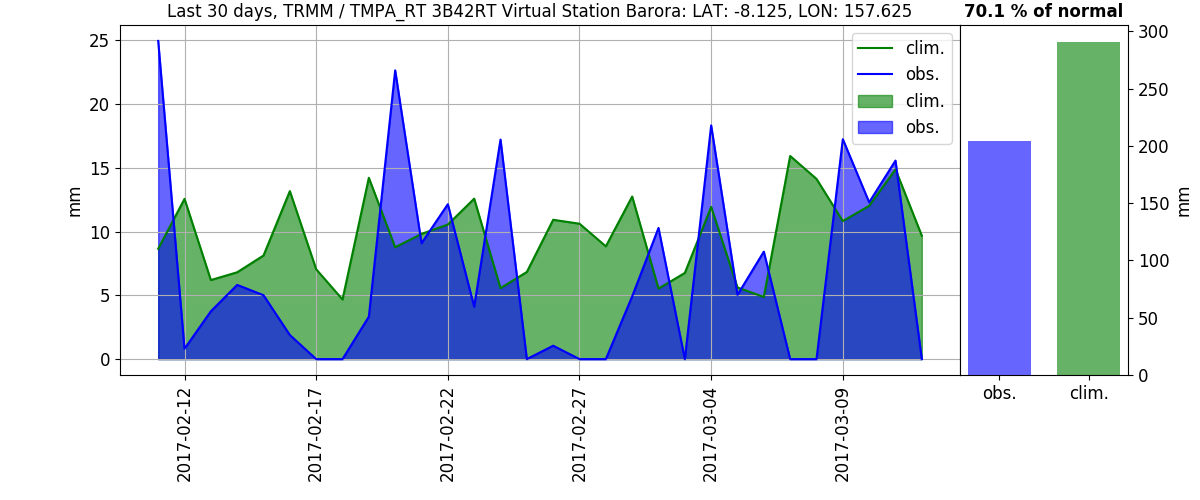 Last 30 days, TRMM / TMPA_RT 3B42RT Virtual Station Barora: LAT: -8.125, LON: 157.625
70.1 % of normal
25
20
15
10
5
0
mm
clim.
obs.
clim.
obs.
2017-02-12
2017-02-17
2017-02-22
2017-02-27
2017-03-04
2017-03-09
300
250
200
150
100
50
0
mm
obs.
clim.